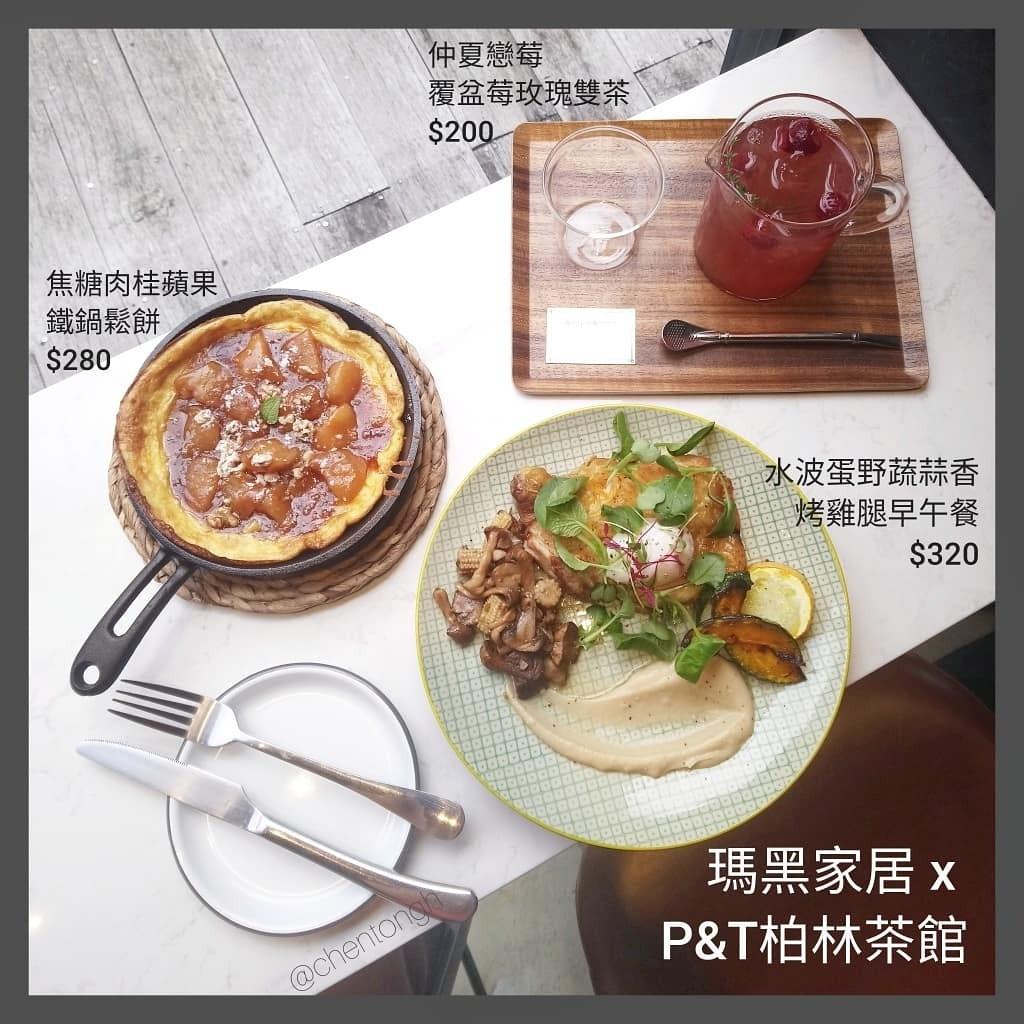 仲夏戀莓
覆盆莓玫瑰雙茶
$200
焦糖肉桂蘋果
鐵鍋鬆餅
$280
水波蛋野蔬蒜香
烤雞腿早午餐
$320
瑪黑家居 x
P&T柏林茶館
@chentongh